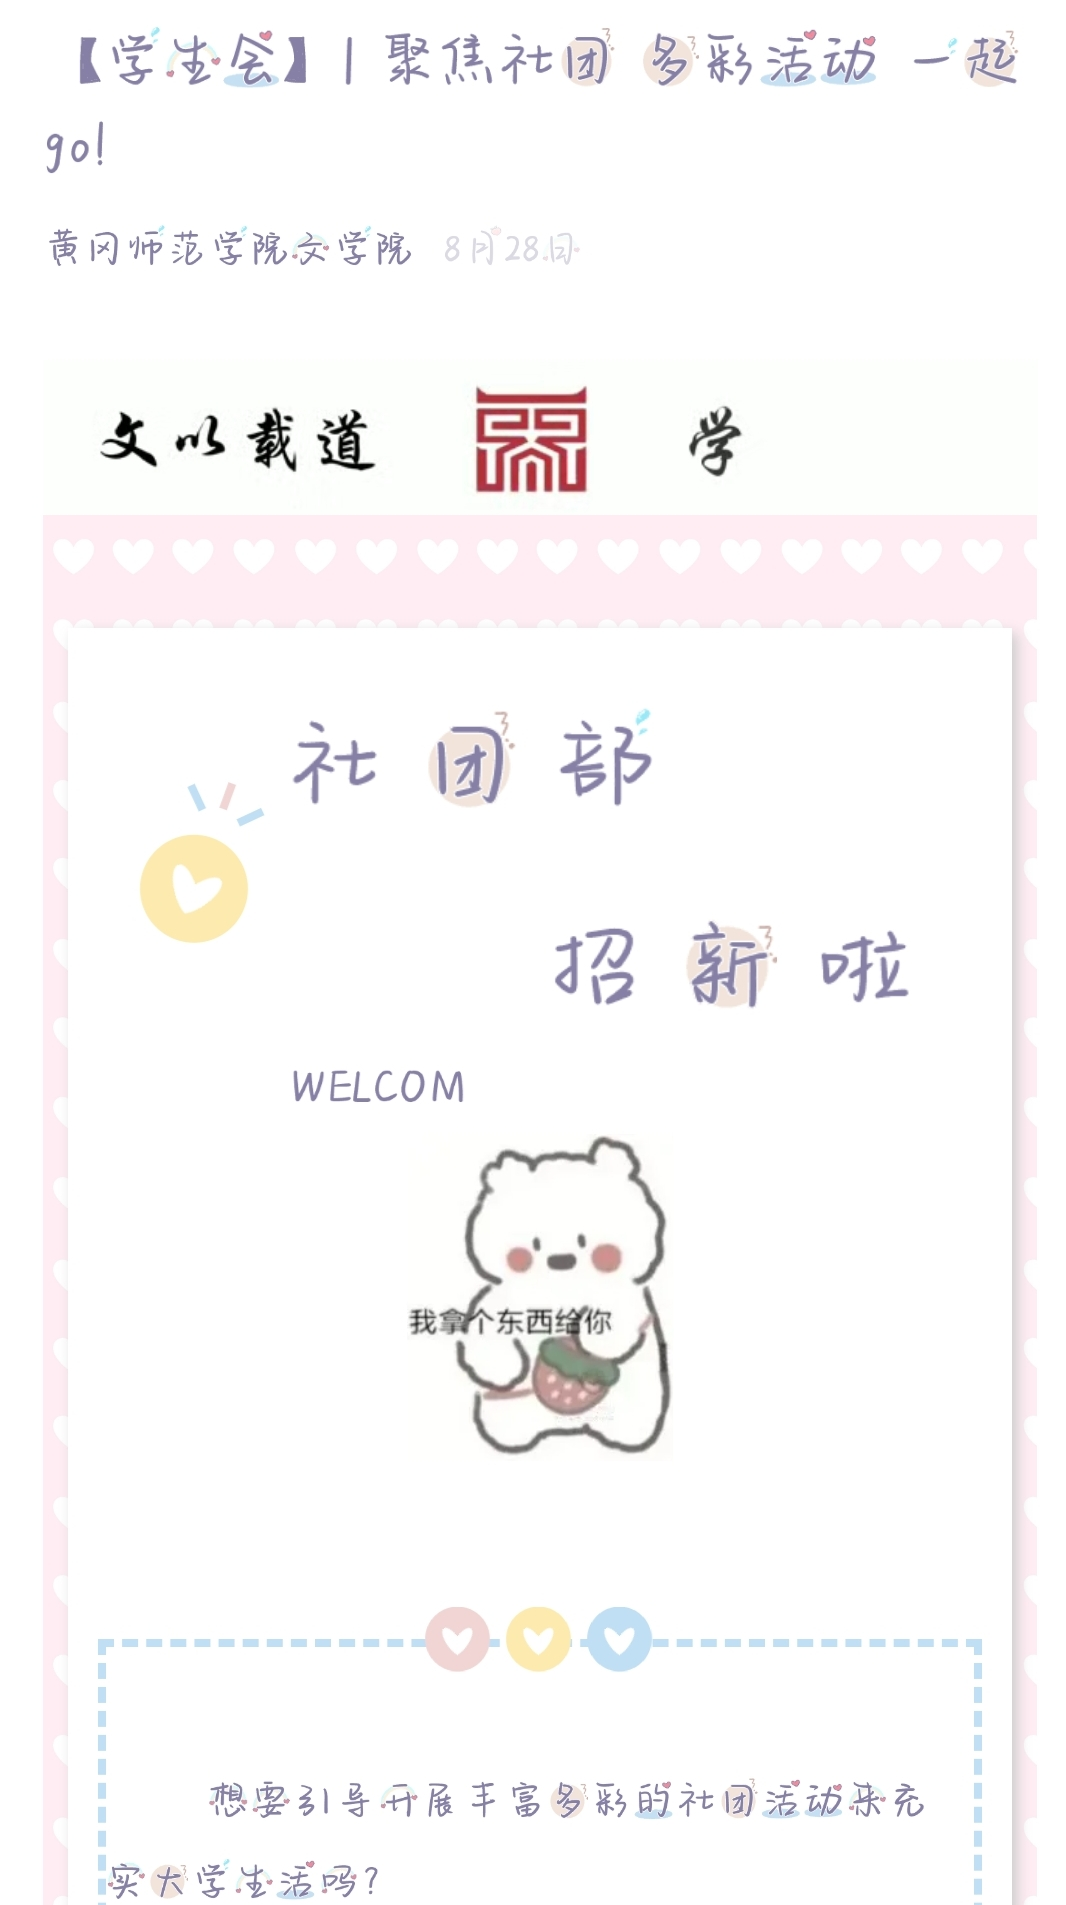 【学生会】| 聚焦社团 多彩活动 一起
go!
黄冈师范学院文学院 8月28日
文以载道 学
社团部
招新啦
WELCOM
我拿个东西给你
想要引导开展丰富多彩的社团活动来充
实大学生活吗？